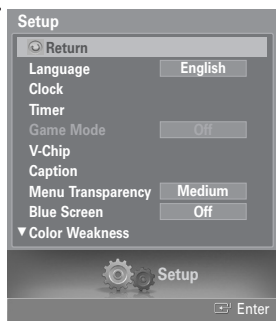 Setup
Return
Language English
Clock
Timer
Game Mode Off
V-Chip
Caption
Menu Transparency Medium
Blue Screen Off
▼ Color Weakness
Setup
Enter